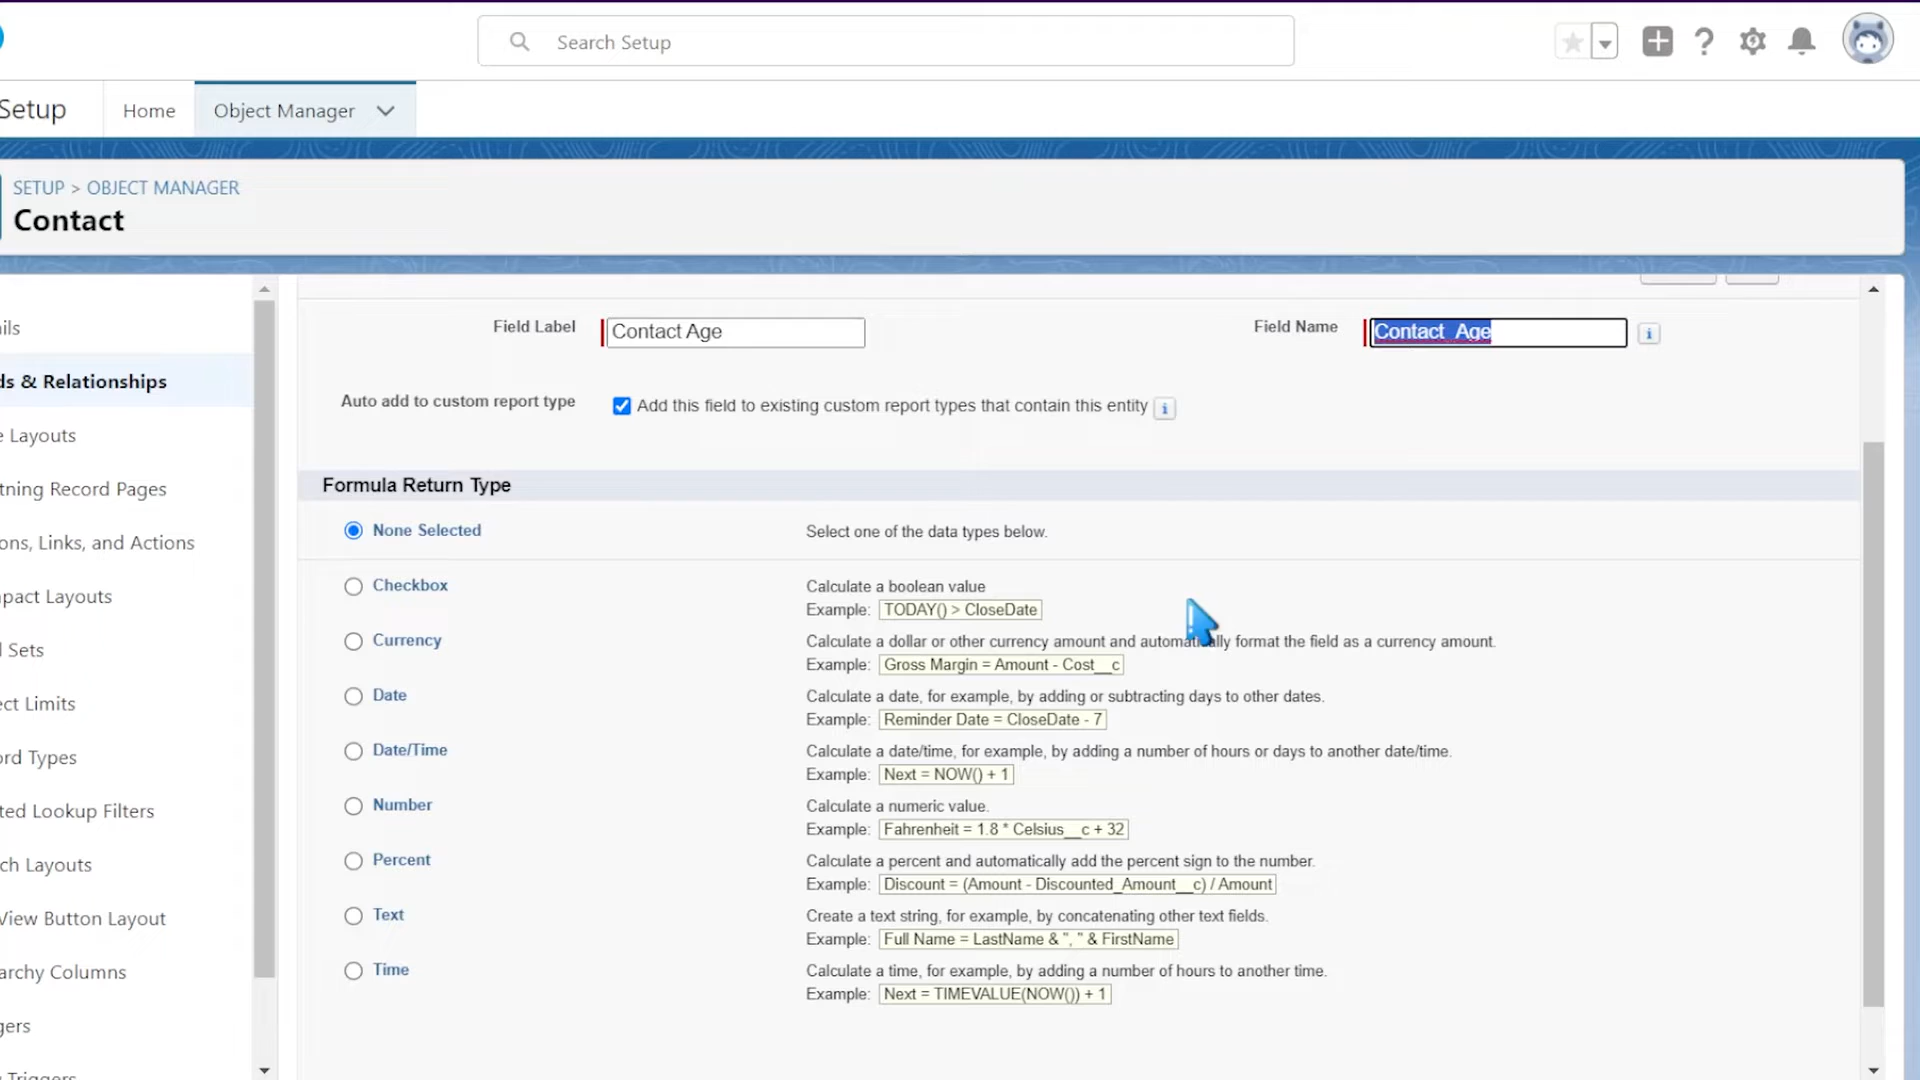 Search Setup
Setup
Home
Object Manager
SETUP > OBJECT MANAGER
Contact
ils
ds & Relationships
e Layouts
tning Record Pages
ons, Links, and Actions
mpact Layouts
d Sets
ect Limits
ord Types
ted Lookup Filters
rch Layouts
View Button Layout
rarchy Columns
gers
Triggers
Field Label
Contact Age
Field Name
Contact_Age
Auto add to custom report type
Add this field to existing custom report types that contain this entity
Formula Return Type
None Selected
Select one of the data types below.
Checkbox
Calculate a boolean value
Example: TODAY() > CloseDate
Currency
Calculate a dollar or other currency amount and automatically format the field as a currency amount.
Example: Gross Margin = Amount - Cost__c
Date
Calculate a date, for example, by adding or subtracting days to other dates.
Example: Reminder Date = CloseDate - 7
Date/Time
Calculate a date/time, for example, by adding a number of hours or days to another date/time.
Example: Next = NOW() + 1
Number
Calculate a numeric value.
Example: Fahrenheit = 1.8 * Celsius__c + 32
Percent
Calculate a percent and automatically add the percent sign to the number.
Example: Discount = (Amount - Discounted_Amount__c) / Amount
Text
Create a text string, for example, by concatenating other text fields.
Example: Full Name = LastName & ", " & FirstName
Time
Calculate a time, for example, by adding a number of hours to another time.
Example: Next = TIMEVALUE(NOW()) + 1